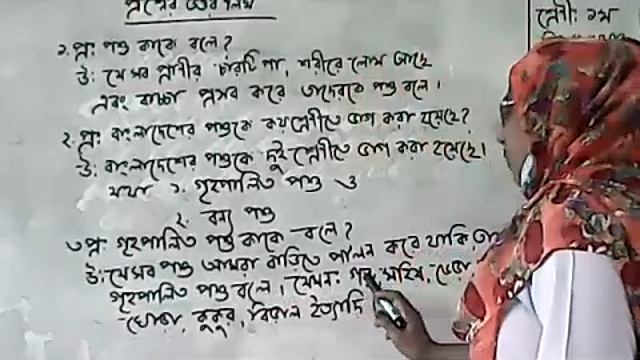 প্রশ্নের উত্তর লিখ
শ্রেণী: ১ম
১. প্র: পশু কাকে বলে?
উ: যে সব প্রাণীর চারটি পা, শরীরে লোম আছে
এবং বাচ্চা প্রসব করে তাদেরকে পশু বলে।
২. প্র: বাংলাদেশের পশুকে কয় শ্রেণীতে ভাগ করা হয়েছে?
উ: বাংলাদেশের পশুকে দুই শ্রেণীতে ভাগ করা হয়েছে।
যথা ১. গৃহপালিত পশু ও
২. বন্য পশু
৩ প্র: গৃহপালিত পশু কাকে বলে?
উ: যে সব পশু আমরা বাড়িতে পালন করে থাকি
গৃহপালিত পশু বলে। যেমন: গরু, মহিষ, ভেড়া
ঘোড়া, কুকুর, বিড়াল ইত্যাদি